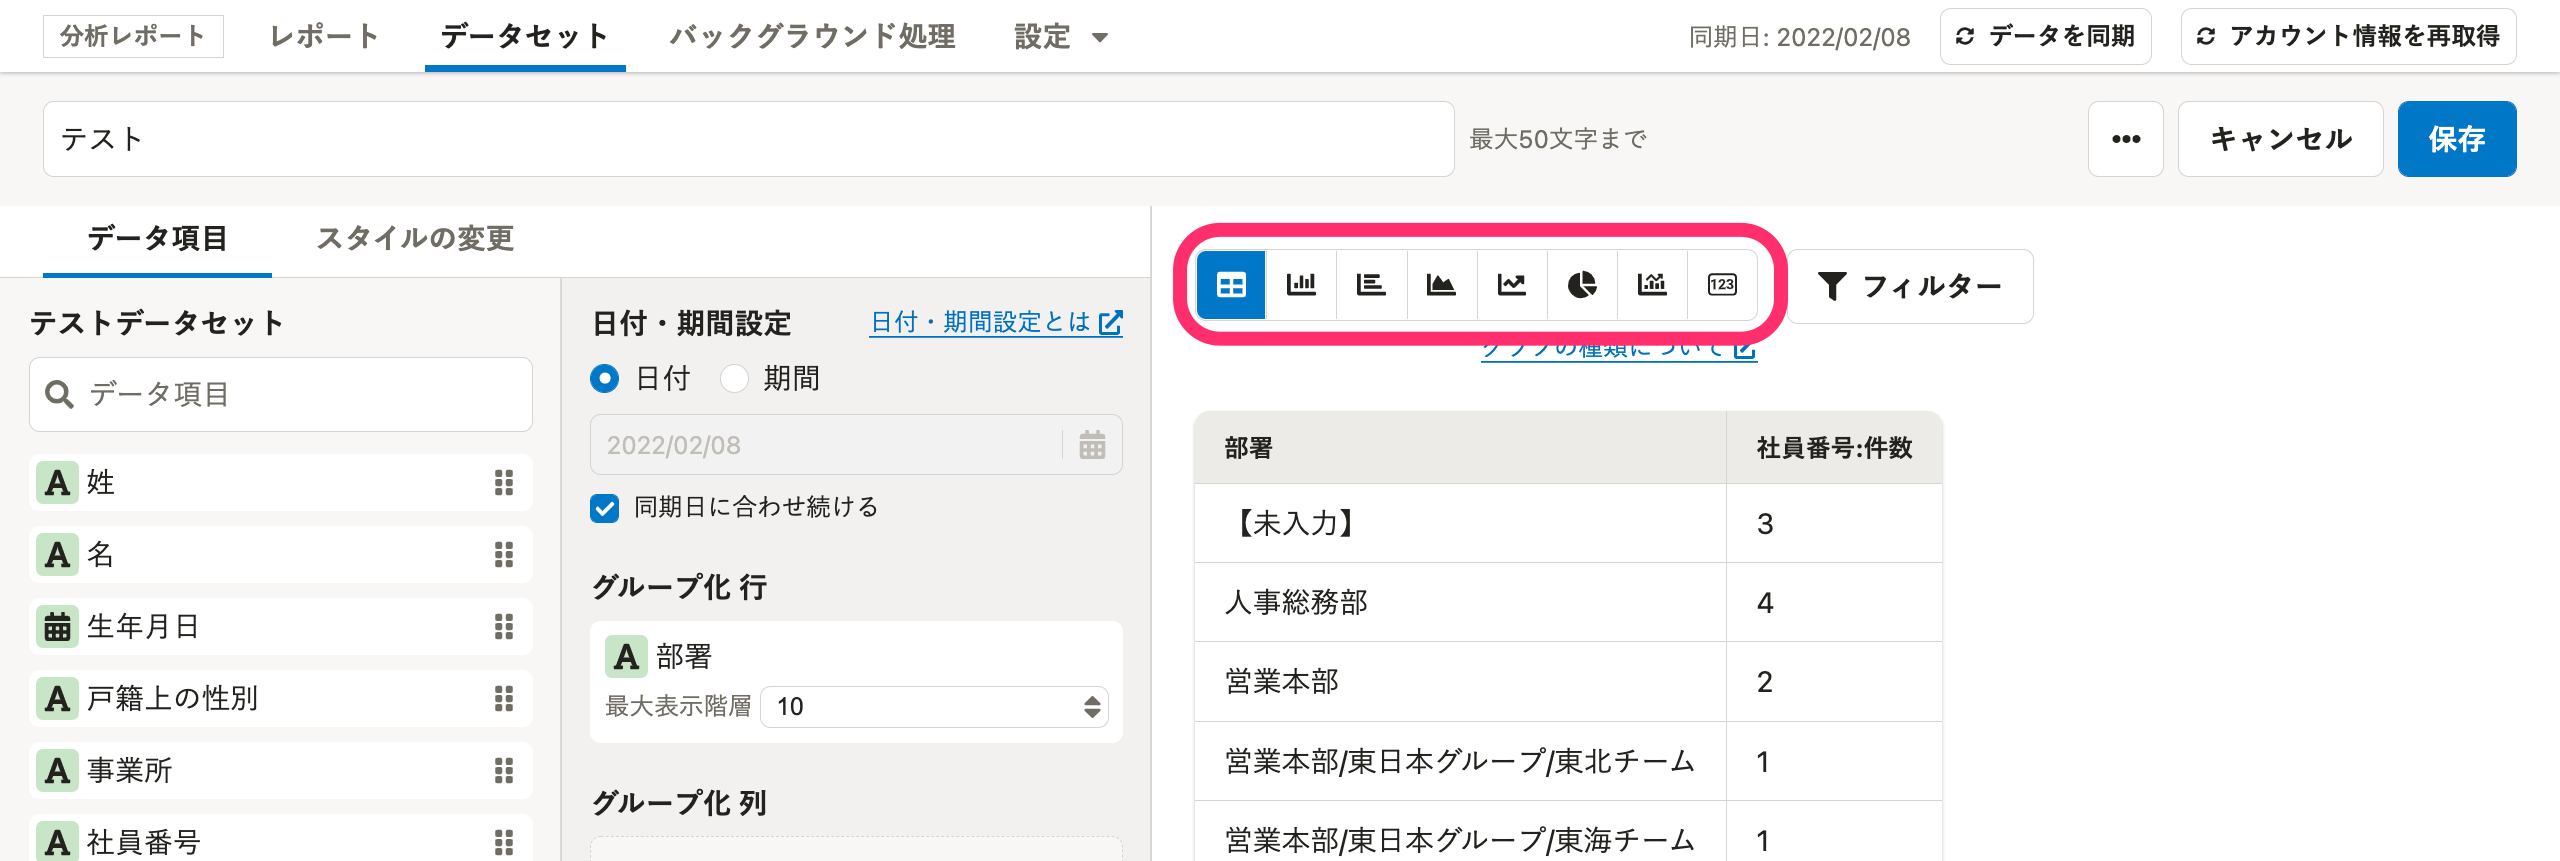 分析レポート レポート データセット バックグラウンド処理 設定 同期日: 2022/02/08 データを同期 アカウント情報を再取得
テスト 最大50文字まで ••• キャンセル 保存
データ項目 スタイルの変更
テストデータセット
データ項目
A 姓
A 名
生年月日
A 戸籍上の性別
A 事業所
A 社員番号
日付・期間設定 日付・期間設定とは
日付 期間
2022/02/08
同期日に合わせ続ける
グループ化 行
A 部署
最大表示階層 10
グループ化 列
123 フィルター
グラフの種類について
部署 社員番号:件数
【未入力】 3
人事総務部 4
営業本部 2
営業本部/東日本グループ/東北チーム 1
営業本部/東日本グループ/東海チーム 1